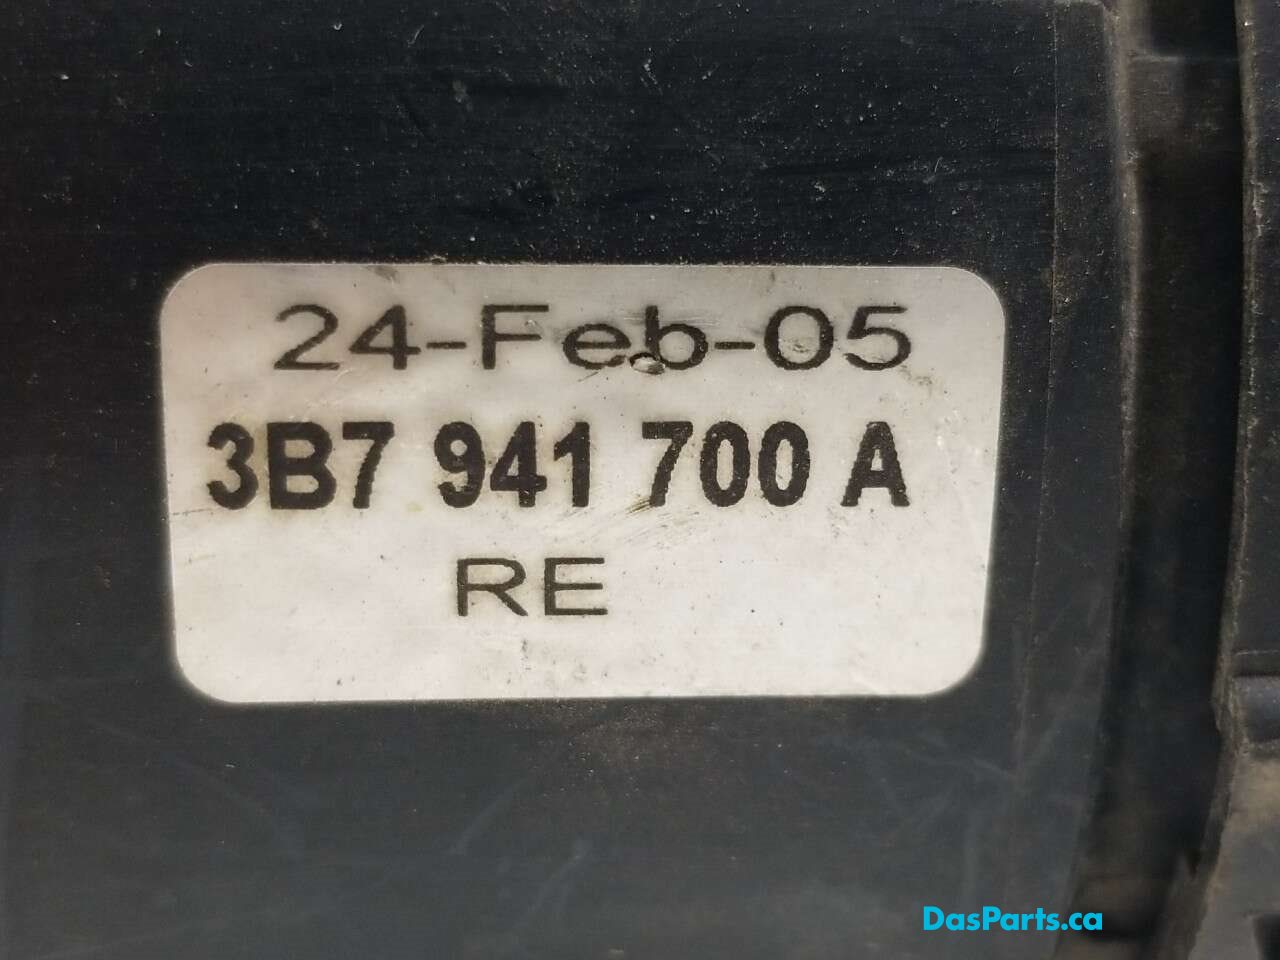 24-Feb-05
3B7 941 700 A
RE
DasParts.ca